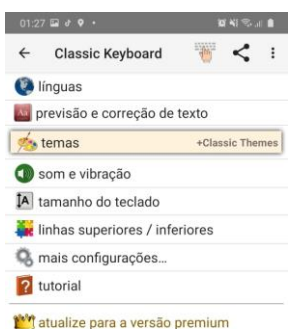 01:27
Classic Keyboard
línguas
previsão e correção de texto
temas +Classic Themes
som e vibração
tamanho do teclado
linhas superiores / inferiores
mais configurações...
tutorial
atualize para a versão premium